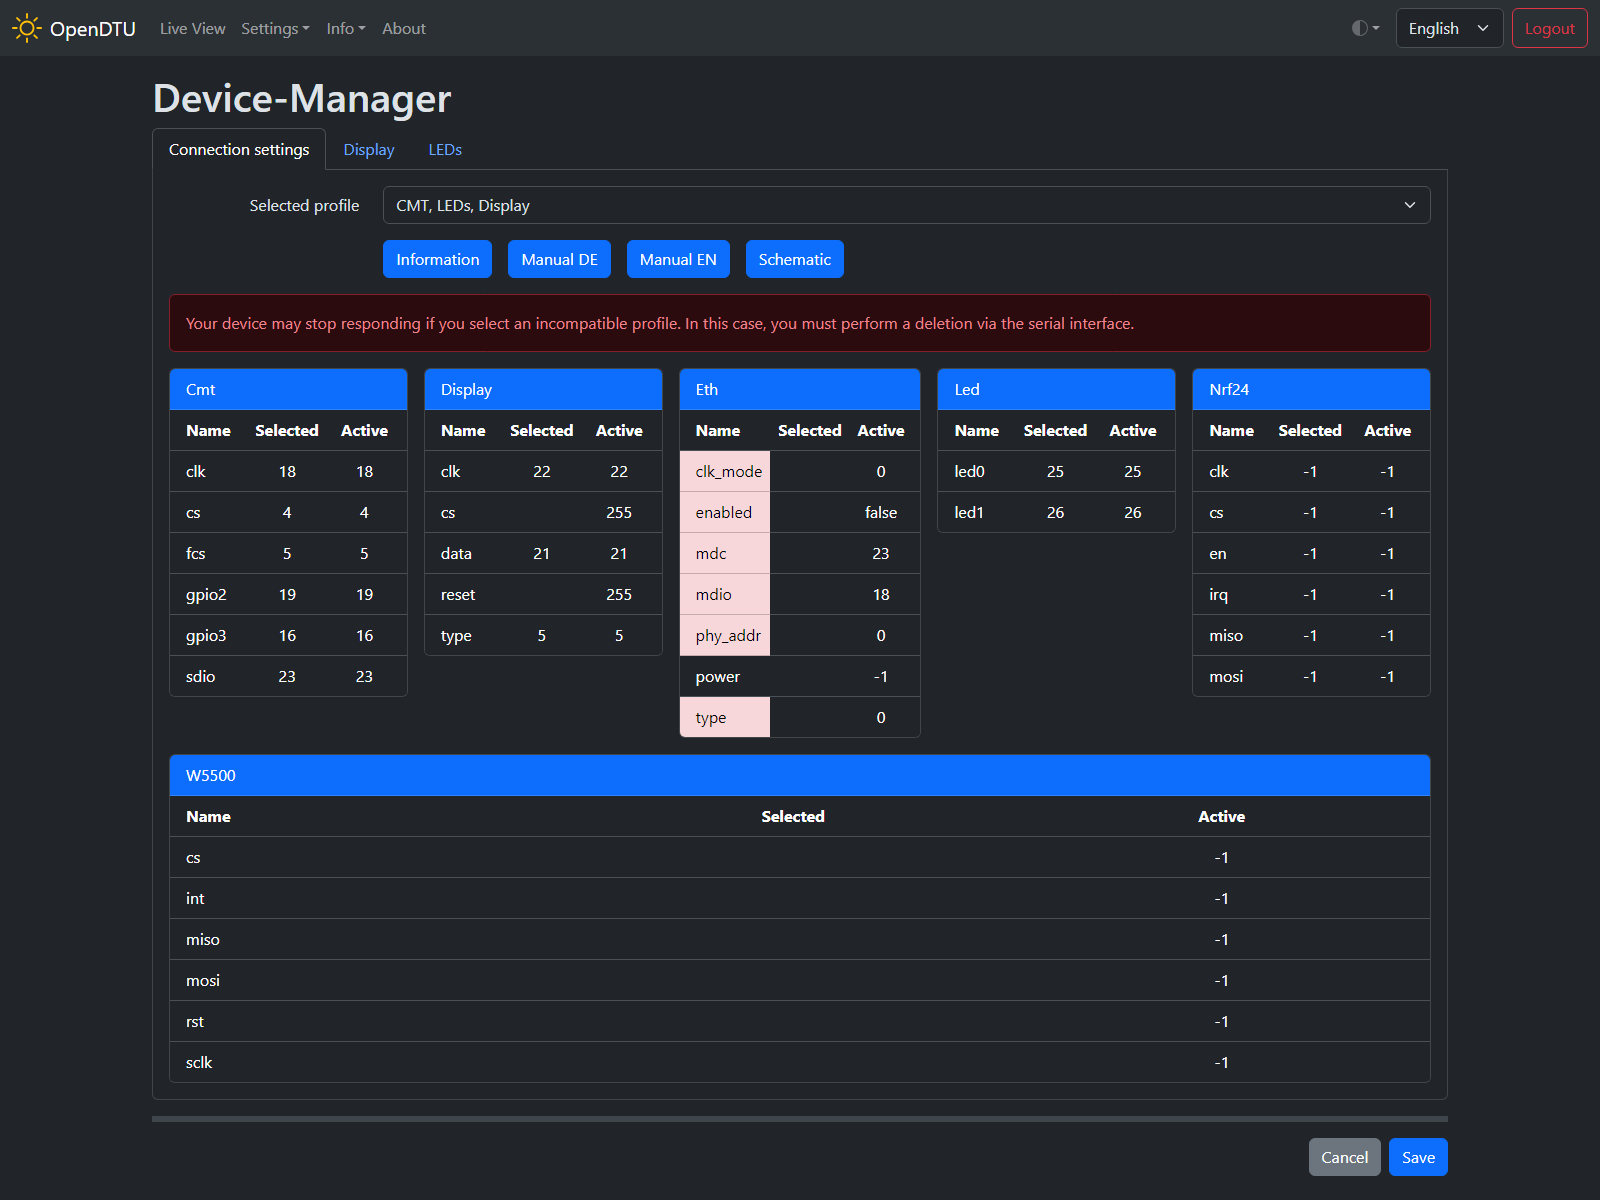 OpenDTU Live View Settings Info About English Logout
Device-Manager
Connection settings Display LEDs
Selected profile CMT, LEDs, Display
Information Manual DE Manual EN Schematic
Your device may stop responding if you select an incompatible profile. In this case, you must perform a deletion via the serial interface.
Cmt
Name Selected Active
clk 18 18
cs 4 4
fcs 5 5
gpio2 19 19
gpio3 16 16
sdio 23 23
Display
Name Selected Active
clk 22 22
cs 255
data 21 21
reset 255
type 5 5
Eth
Name Selected Active
clk_mode 0
enabled false
mdc 23
mdio 18
phy_addr 0
power -1
type 0
Led
Name Selected Active
led0 25 25
led1 26 26
Nrf24
Name Selected Active
clk -1 -1
cs -1 -1
en -1 -1
irq -1 -1
miso -1 -1
mosi -1 -1
W5500
Name Selected Active
cs -1
int -1
miso -1
mosi -1
rst -1
sclk -1
Cancel Save